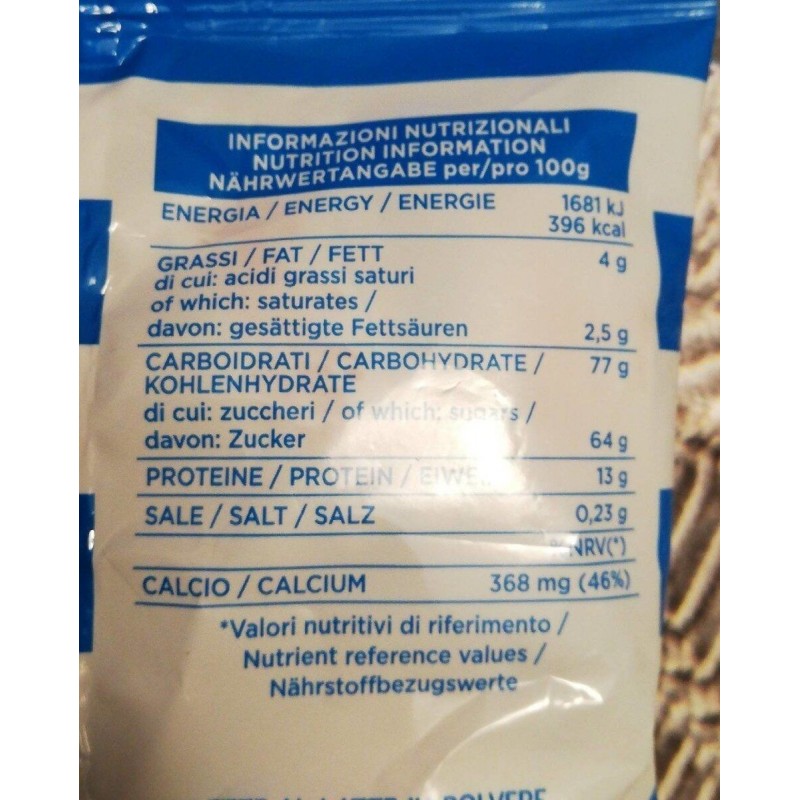 INFORMAZIONI NUTRIZIONALI
NUTRITION INFORMATION
NÄHRWERTANGABE per/pro 100g
ENERGIA / ENERGY / ENERGIE 1681 kJ
396 kcal
GRASSI / FAT / FETT 4 g
di cui: acidi grassi saturi
of which: saturates /
davon: gesättigte Fettsäuren 2,5 g
CARBOIDRATI / CARBOHYDRATE / 77 g
KOHLENHYDRATE
di cui: zuccheri / of which: sugars /
davon: Zucker 64 g
PROTEINE / PROTEIN / 13 g
SALE / SALT / SALZ 0,23 g
%NRV(*)
CALCIO / CALCIUM 368 mg (46%)
*Valori nutritivi di riferimento /
Nutrient reference values /
Nährstoffbezugswerte